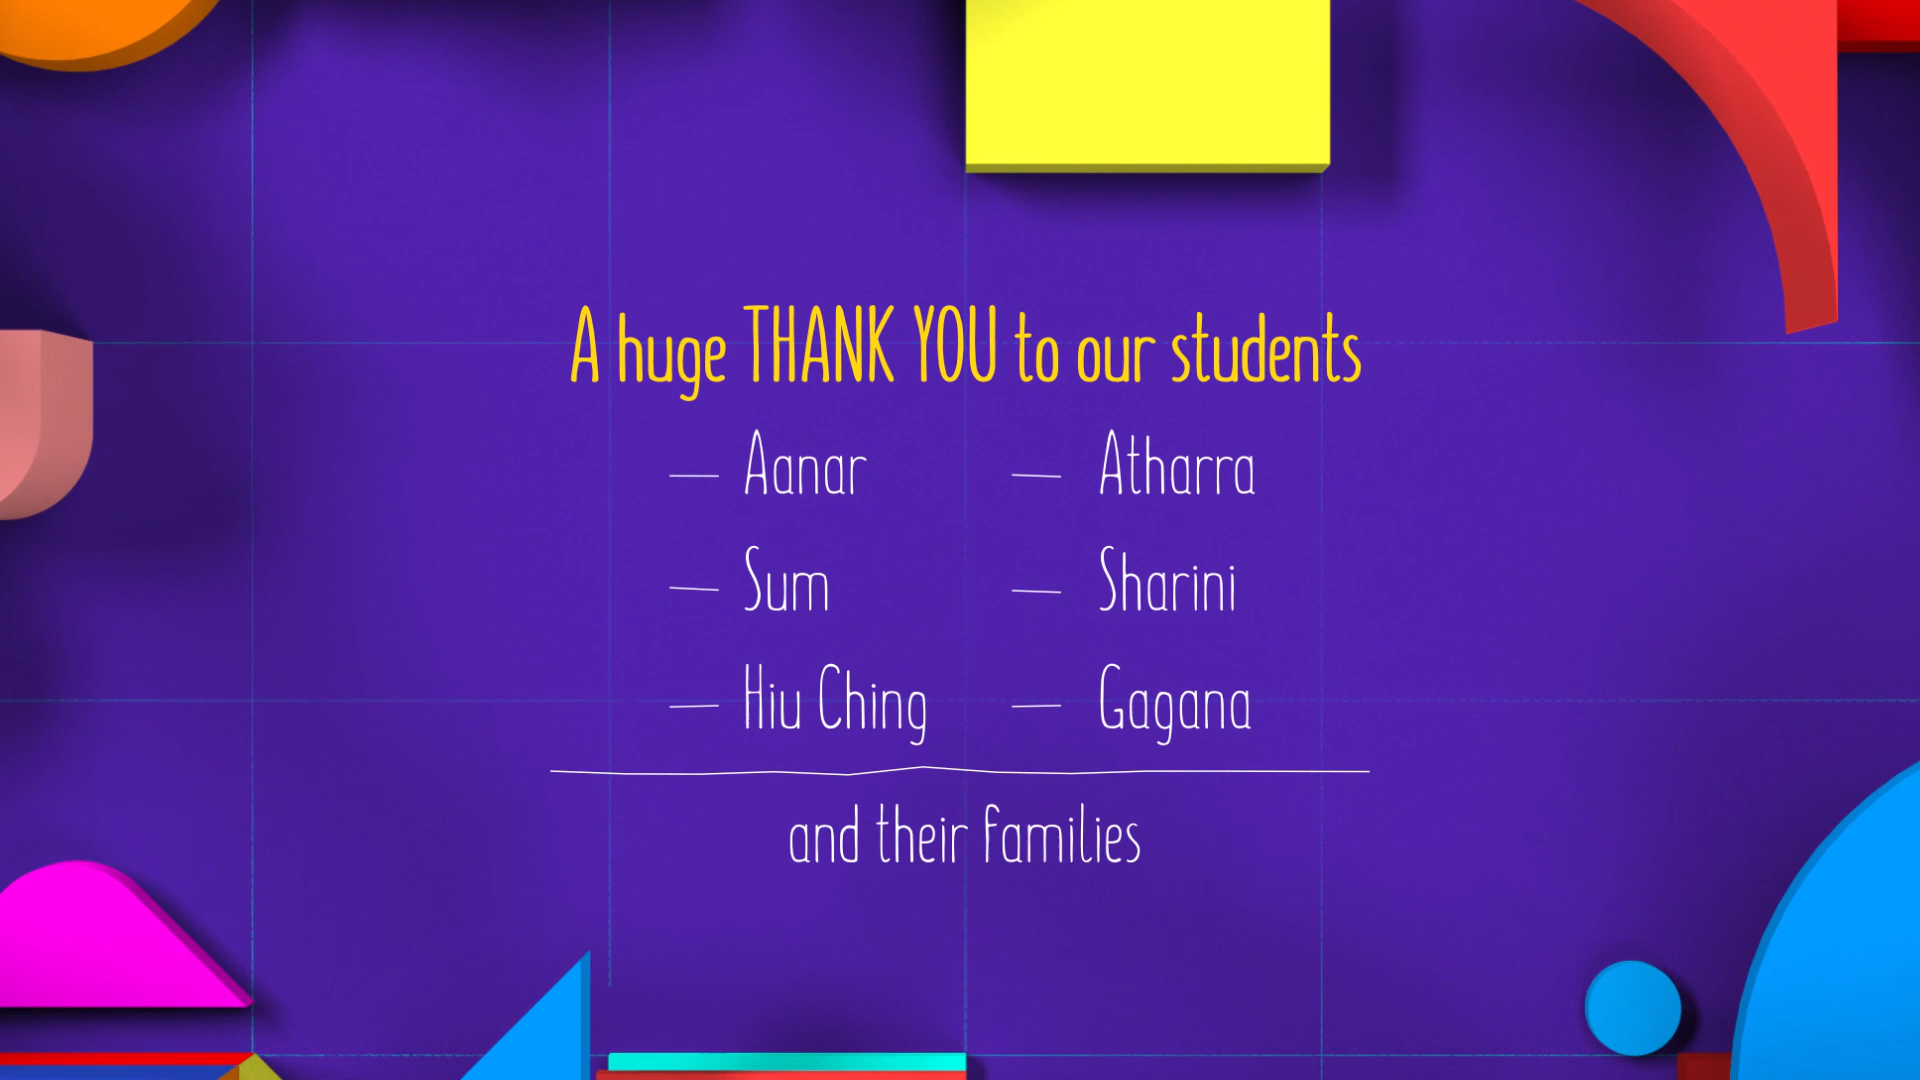 A huge THANK YOU to our students
— Aanar
— Atharra
— Sum
— Sharini
— Hiu Ching
— Gagana
and their families